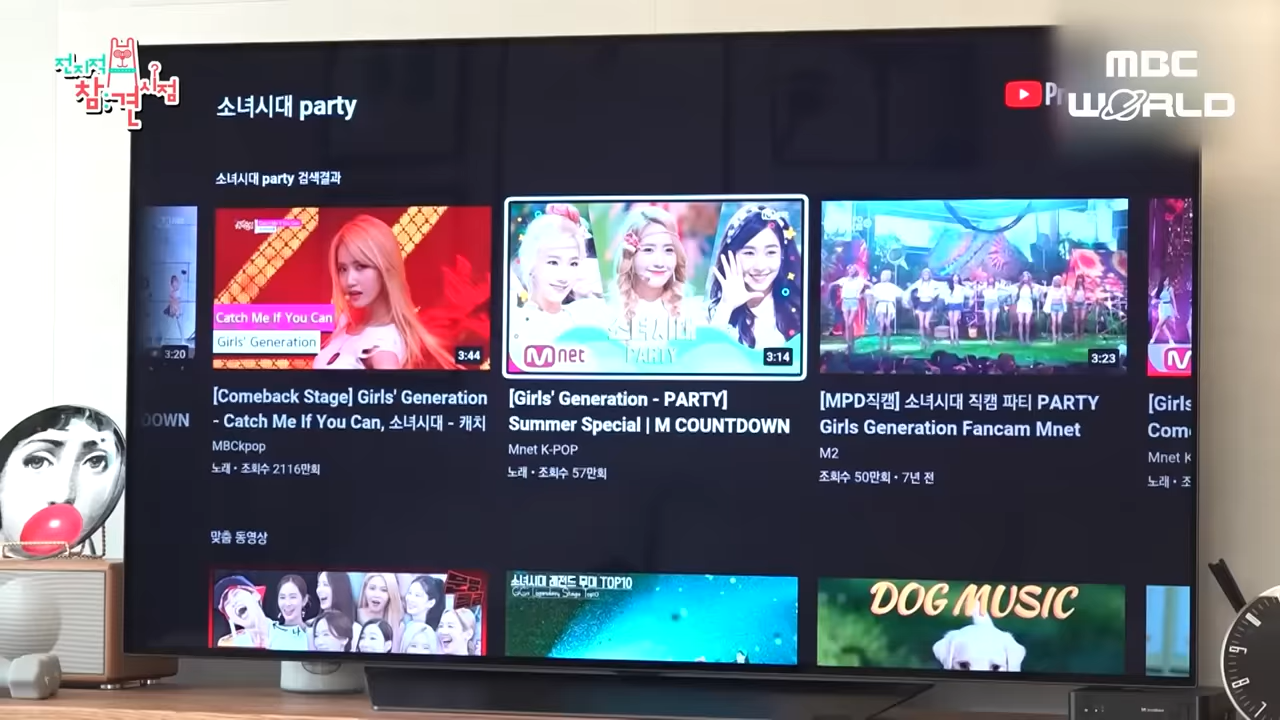 전지적
참견시점
MBC
WORLD
소녀시대 party
소녀시대 party 검색결과
3:20
DOWN
Catch Me If You Can
Girls' Generation
3:44
[Comeback Stage] Girls' Generation
- Catch Me If You Can, 소녀시대 - 캐치
MBCkpop
노래 • 조회수 2116만회
소녀시대
PARTY
M net
3:14
[Girls' Generation - PARTY]
Summer Special | M COUNTDOWN
Mnet K-POP
노래 • 조회수 57만회
3:23
[MPD직캠] 소녀시대 직캠 파티 PARTY
Girls Generation Fancam Mnet
M2
조회수 50만회 • 7년 전
[Girls
Com
Mnet K
노래 • 조
맞춤 동영상
소녀시대 레전드 무대 TOP10
DOG MUSIC